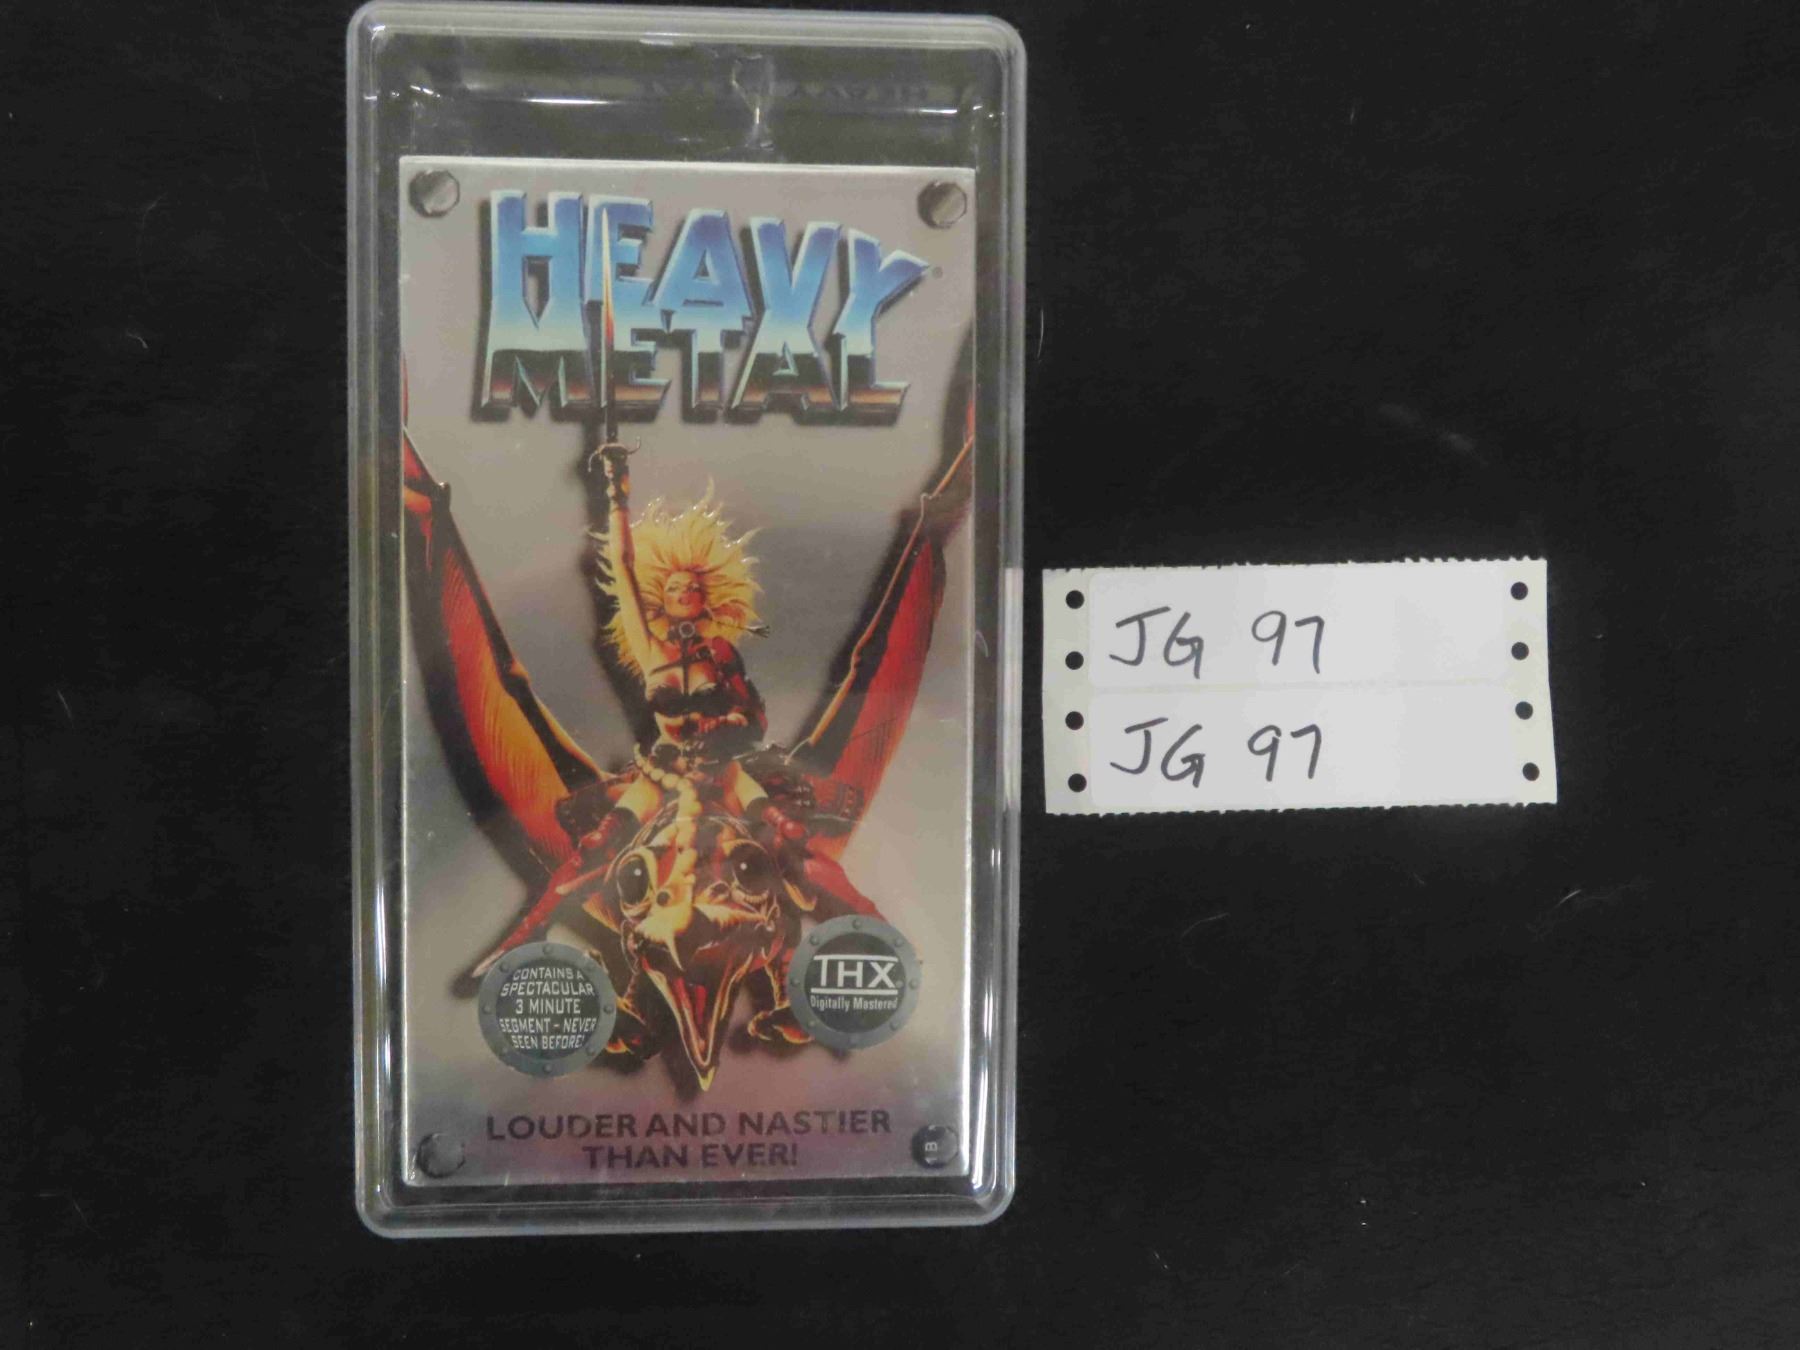 HEAVY®
METAL
CONTAINS A
SPECTACULAR
3 MINUTE
SEGMENT - NEVER
SEEN BEFORE!
THX®
Digitally Mastered
LOUDER AND NASTIER
THAN EVER!
1B
JG 97
JG 97